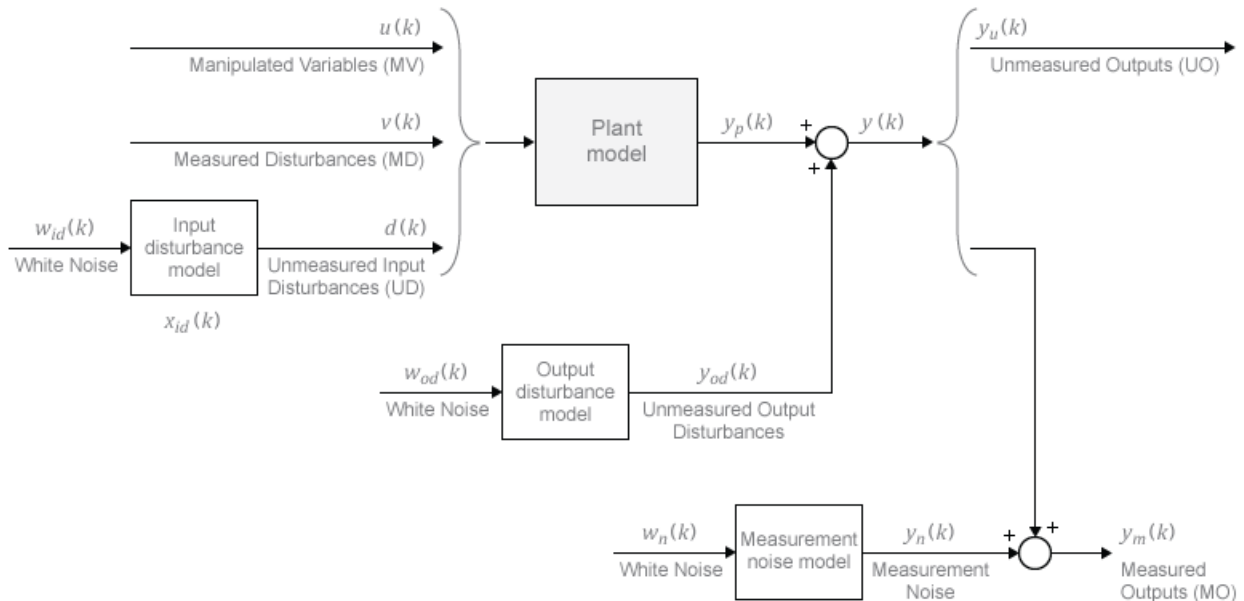 u(k)
Manipulated Variables (MV)
v(k)
Measured Disturbances (MD)
w_id(k)
White Noise
Input
disturbance
model
x_id(k)
d(k)
Unmeasured Input
Disturbances (UD)
Plant
model
y_p(k)
+
+
y(k)
y_u(k)
Unmeasured Outputs (UO)
w_od(k)
White Noise
Output
disturbance
model
y_od(k)
Unmeasured Output
Disturbances
w_n(k)
White Noise
Measurement
noise model
y_n(k)
Measurement
Noise
+
+
y_m(k)
Measured
Outputs (MO)